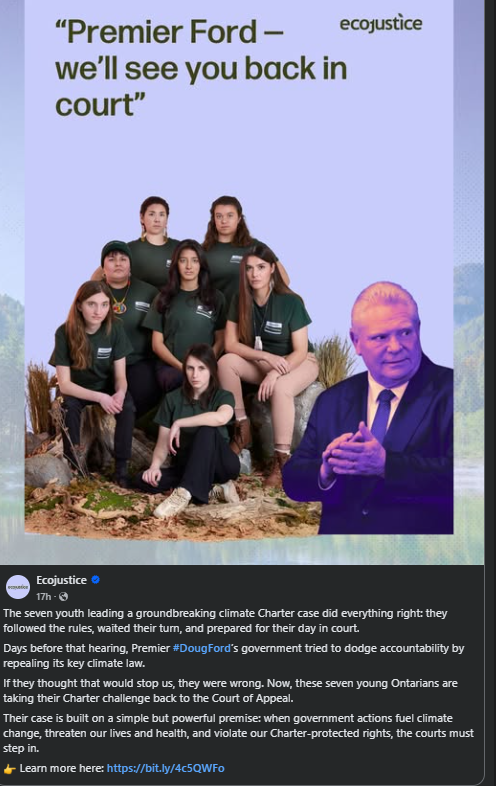 “Premier Ford –
we’ll see you back in
court”
ecojustice
Ecojustice
17h ·
The seven youth leading a groundbreaking climate Charter case did everything right: they
followed the rules, waited their turn, and prepared for their day in court.
Days before that hearing, Premier #DougFord's government tried to dodge accountability by
repealing its key climate law.
If they thought that would stop us, they were wrong. Now, these seven young Ontarians are
taking their Charter challenge back to the Court of Appeal.
Their case is built on a simple but powerful premise: when government actions fuel climate
change, threaten our lives and health, and violate our Charter-protected rights, the courts must
step in.
👉 Learn more here: https://bit.ly/4c5QWFo